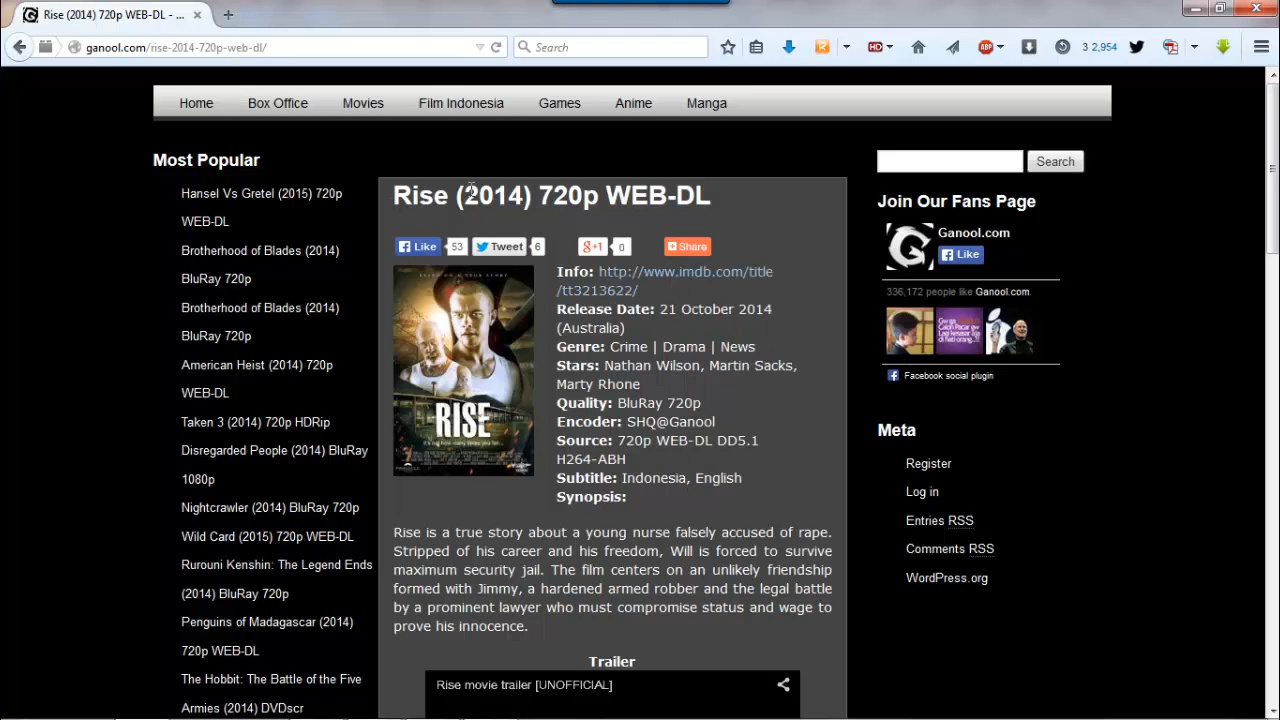 Rise (2014) 720p WEB-DL - ...
ganool.com/rise-2014-720p-web-dl/
Search
HD
ABP
3 2,954
Home
Box Office
Movies
Film Indonesia
Games
Anime
Manga
Most Popular
Hansel Vs Gretel (2015) 720p
WEB-DL
Brotherhood of Blades (2014)
BluRay 720p
Brotherhood of Blades (2014)
BluRay 720p
American Heist (2014) 720p
WEB-DL
Taken 3 (2014) 720p HDRip
Disregarded People (2014) BluRay
1080p
Nightcrawler (2014) BluRay 720p
Wild Card (2015) 720p WEB-DL
Rurouni Kenshin: The Legend Ends
(2014) BluRay 720p
Penguins of Madagascar (2014)
720p WEB-DL
The Hobbit: The Battle of the Five
Armies (2014) DVDscr
Rise (2014) 720p WEB-DL
Like 53
Tweet 6
g+1 0
Share
RISE
Info: http://www.imdb.com/title
/tt3213622/
Release Date: 21 October 2014
(Australia)
Genre: Crime | Drama | News
Stars: Nathan Wilson, Martin Sacks,
Marty Rhone
Quality: BluRay 720p
Encoder: SHQ@Ganool
Source: 720p WEB-DL DD5.1
H264-ABH
Subtitle: Indonesia, English
Synopsis:
Rise is a true story about a young nurse falsely accused of rape.
Stripped of his career and his freedom, Will is forced to survive
maximum security jail. The film centers on an unlikely friendship
formed with Jimmy, a hardened armed robber and the legal battle
by a prominent lawyer who must compromise status and wage to
prove his innocence.
Trailer
Rise movie trailer [UNOFFICIAL]
Search
Join Our Fans Page
Ganool.com
Like
336,172 people like Ganool.com.
Facebook social plugin
Meta
Register
Log in
Entries RSS
Comments RSS
WordPress.org